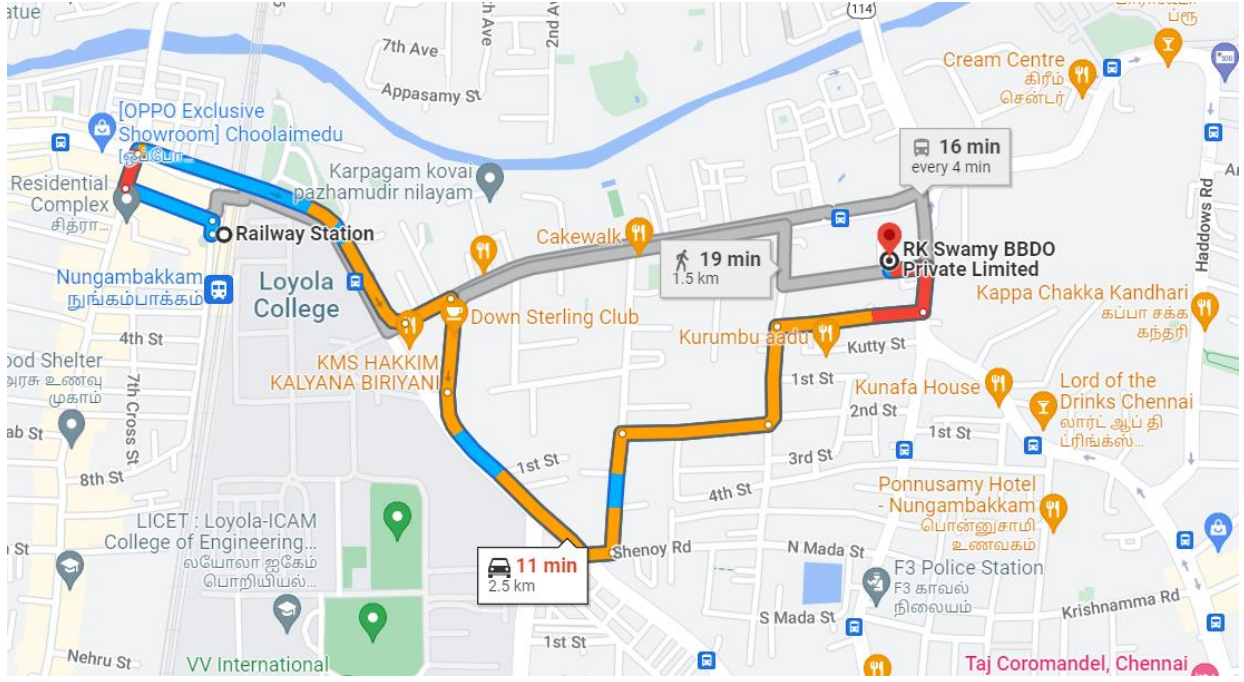 114
2nd Av
7th Ave
Appasamy St
Cream Centre
கிரீம்
சென்டர்
[OPPO Exclusive
Showroom] Choolaimedu
Karpagam kovai
pazhamudir nilayam
16 min
every 4 min
Haddows Rd
Residential
Complex
சித்ரா...
Railway Station
Cakewalk
19 min
1.5 km
RK Swamy BBDO
Private Limited
Nungambakkam
நுங்கம்பாக்கம்
Loyola
College
Down Sterling Club
Kappa Chakka Kandhari
கப்பா சக்க
கந்தரி
Kurumbu aadu
Kutty St
4th St
KMS HAKKIM
KALYANA BIRIYANI
ood Shelter
அரசு உணவு
முகாம்
7th Cross St
1st St
Kunafa House
Lord of the
Drinks Chennai
லார்ட் ஆப் தி
ட்ரிங்க்ஸ்...
2nd St
1st St
ab St
8th St
1st St
3rd St
4th St
Ponnusamy Hotel
- Nungambakkam
பொன்னுசாமி
உணவகம்
LICET : Loyola-ICAM
College of Engineering...
லயோலா ஐகேம்
பொறியியல்...
11 min
2.5 km
Shenoy Rd
N Mada St
F3 Police Station
F3 காவல்
நிலையம்
S Mada St
Krishnamma Rd
1st St
Nehru St
VV International
Taj Coromandel, Chennai